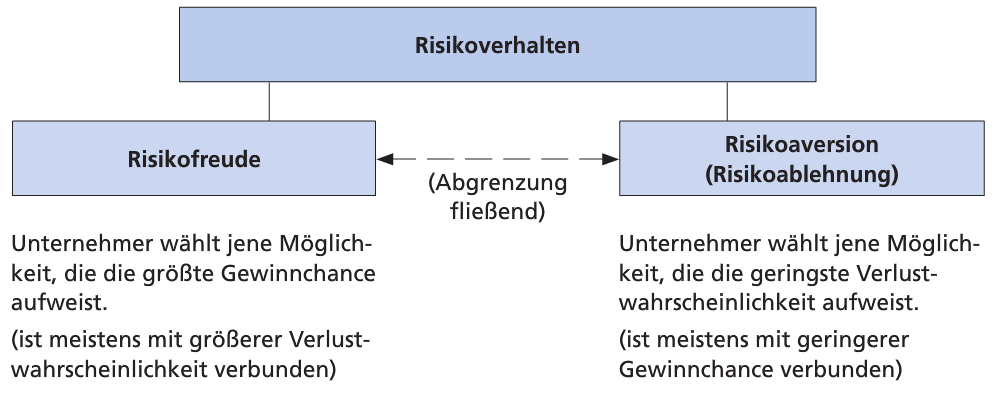 Risikoverhalten
Risikofreude
Risikoaversion
(Risikoablehnung)
(Abgrenzung
fließend)
Unternehmer wählt jene Möglich-
keit, die die größte Gewinnchance
aufweist.
(ist meistens mit größerer Verlust-
wahrscheinlichkeit verbunden)
Unternehmer wählt jene Möglich-
keit, die die geringste Verlust-
wahrscheinlichkeit aufweist.
(ist meistens mit geringerer
Gewinnchance verbunden)